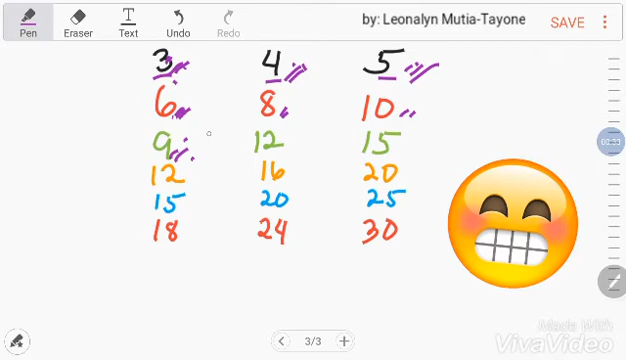 by: Leonalyn Mutia-Tayone
SAVE
Pen
Eraser
Text
Undo
Redo
3 4 5
6 8 10
9 12 15
12 16 20
15 20 25
18 24 30
3/3
Made With
VivaVideo